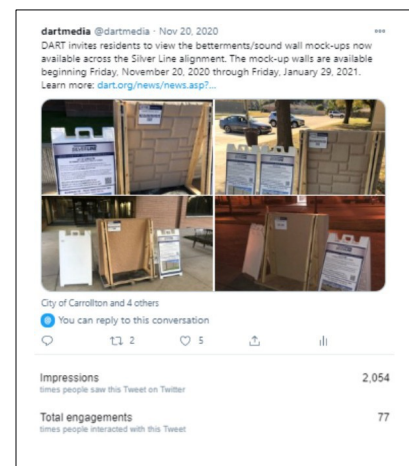 dartmedia @dartmedia · Nov 20, 2020
DART invites residents to view the betterments/sound wall mock-ups now
available across the Silver Line alignment. The mock-up walls are available
beginning Friday, November 20, 2020 through Friday, January 29, 2021.
Learn more: dart.org/news/news.asp?...
City of Carrollton and 4 others
You can reply to this conversation
2 5
Impressions 2,054
times people saw this Tweet on Twitter
Total engagements 77
times people interacted with this Tweet